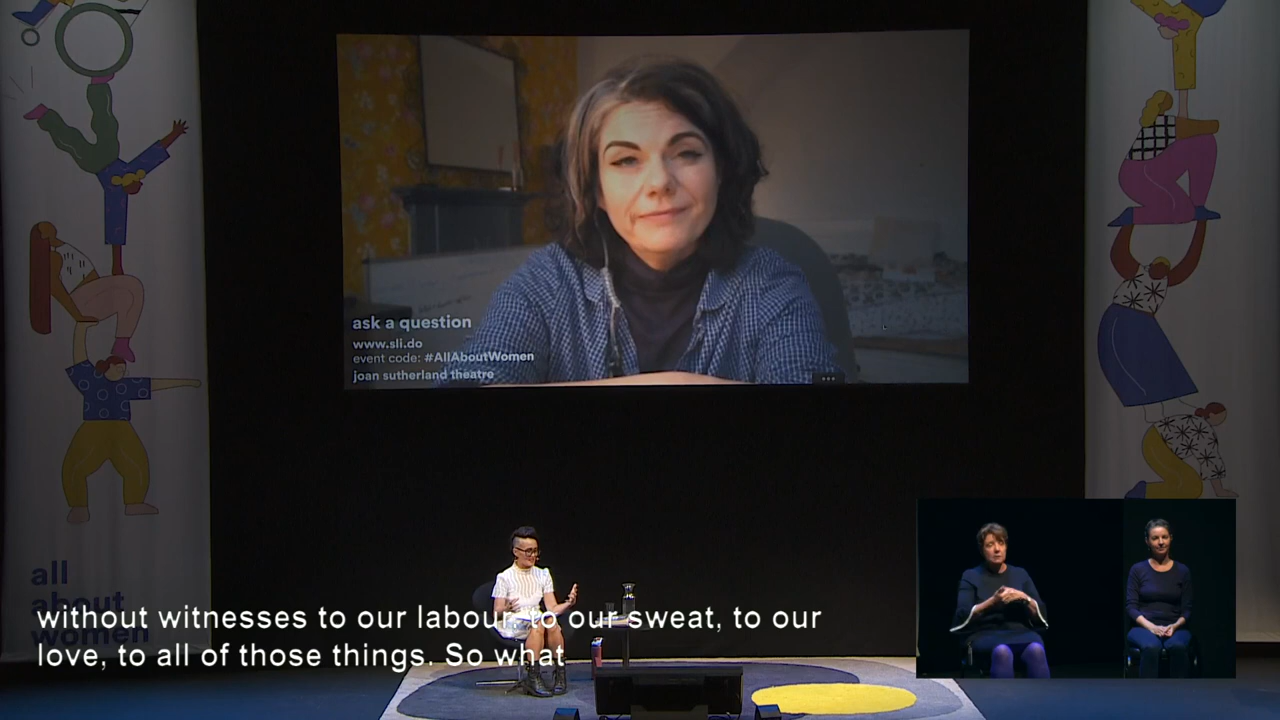 ask a question
www.sli.do
event code: #AllAboutWomen
joan sutherland theatre
all
about
women
without witnesses to our labour, to our sweat, to our
love, to all of those things. So what